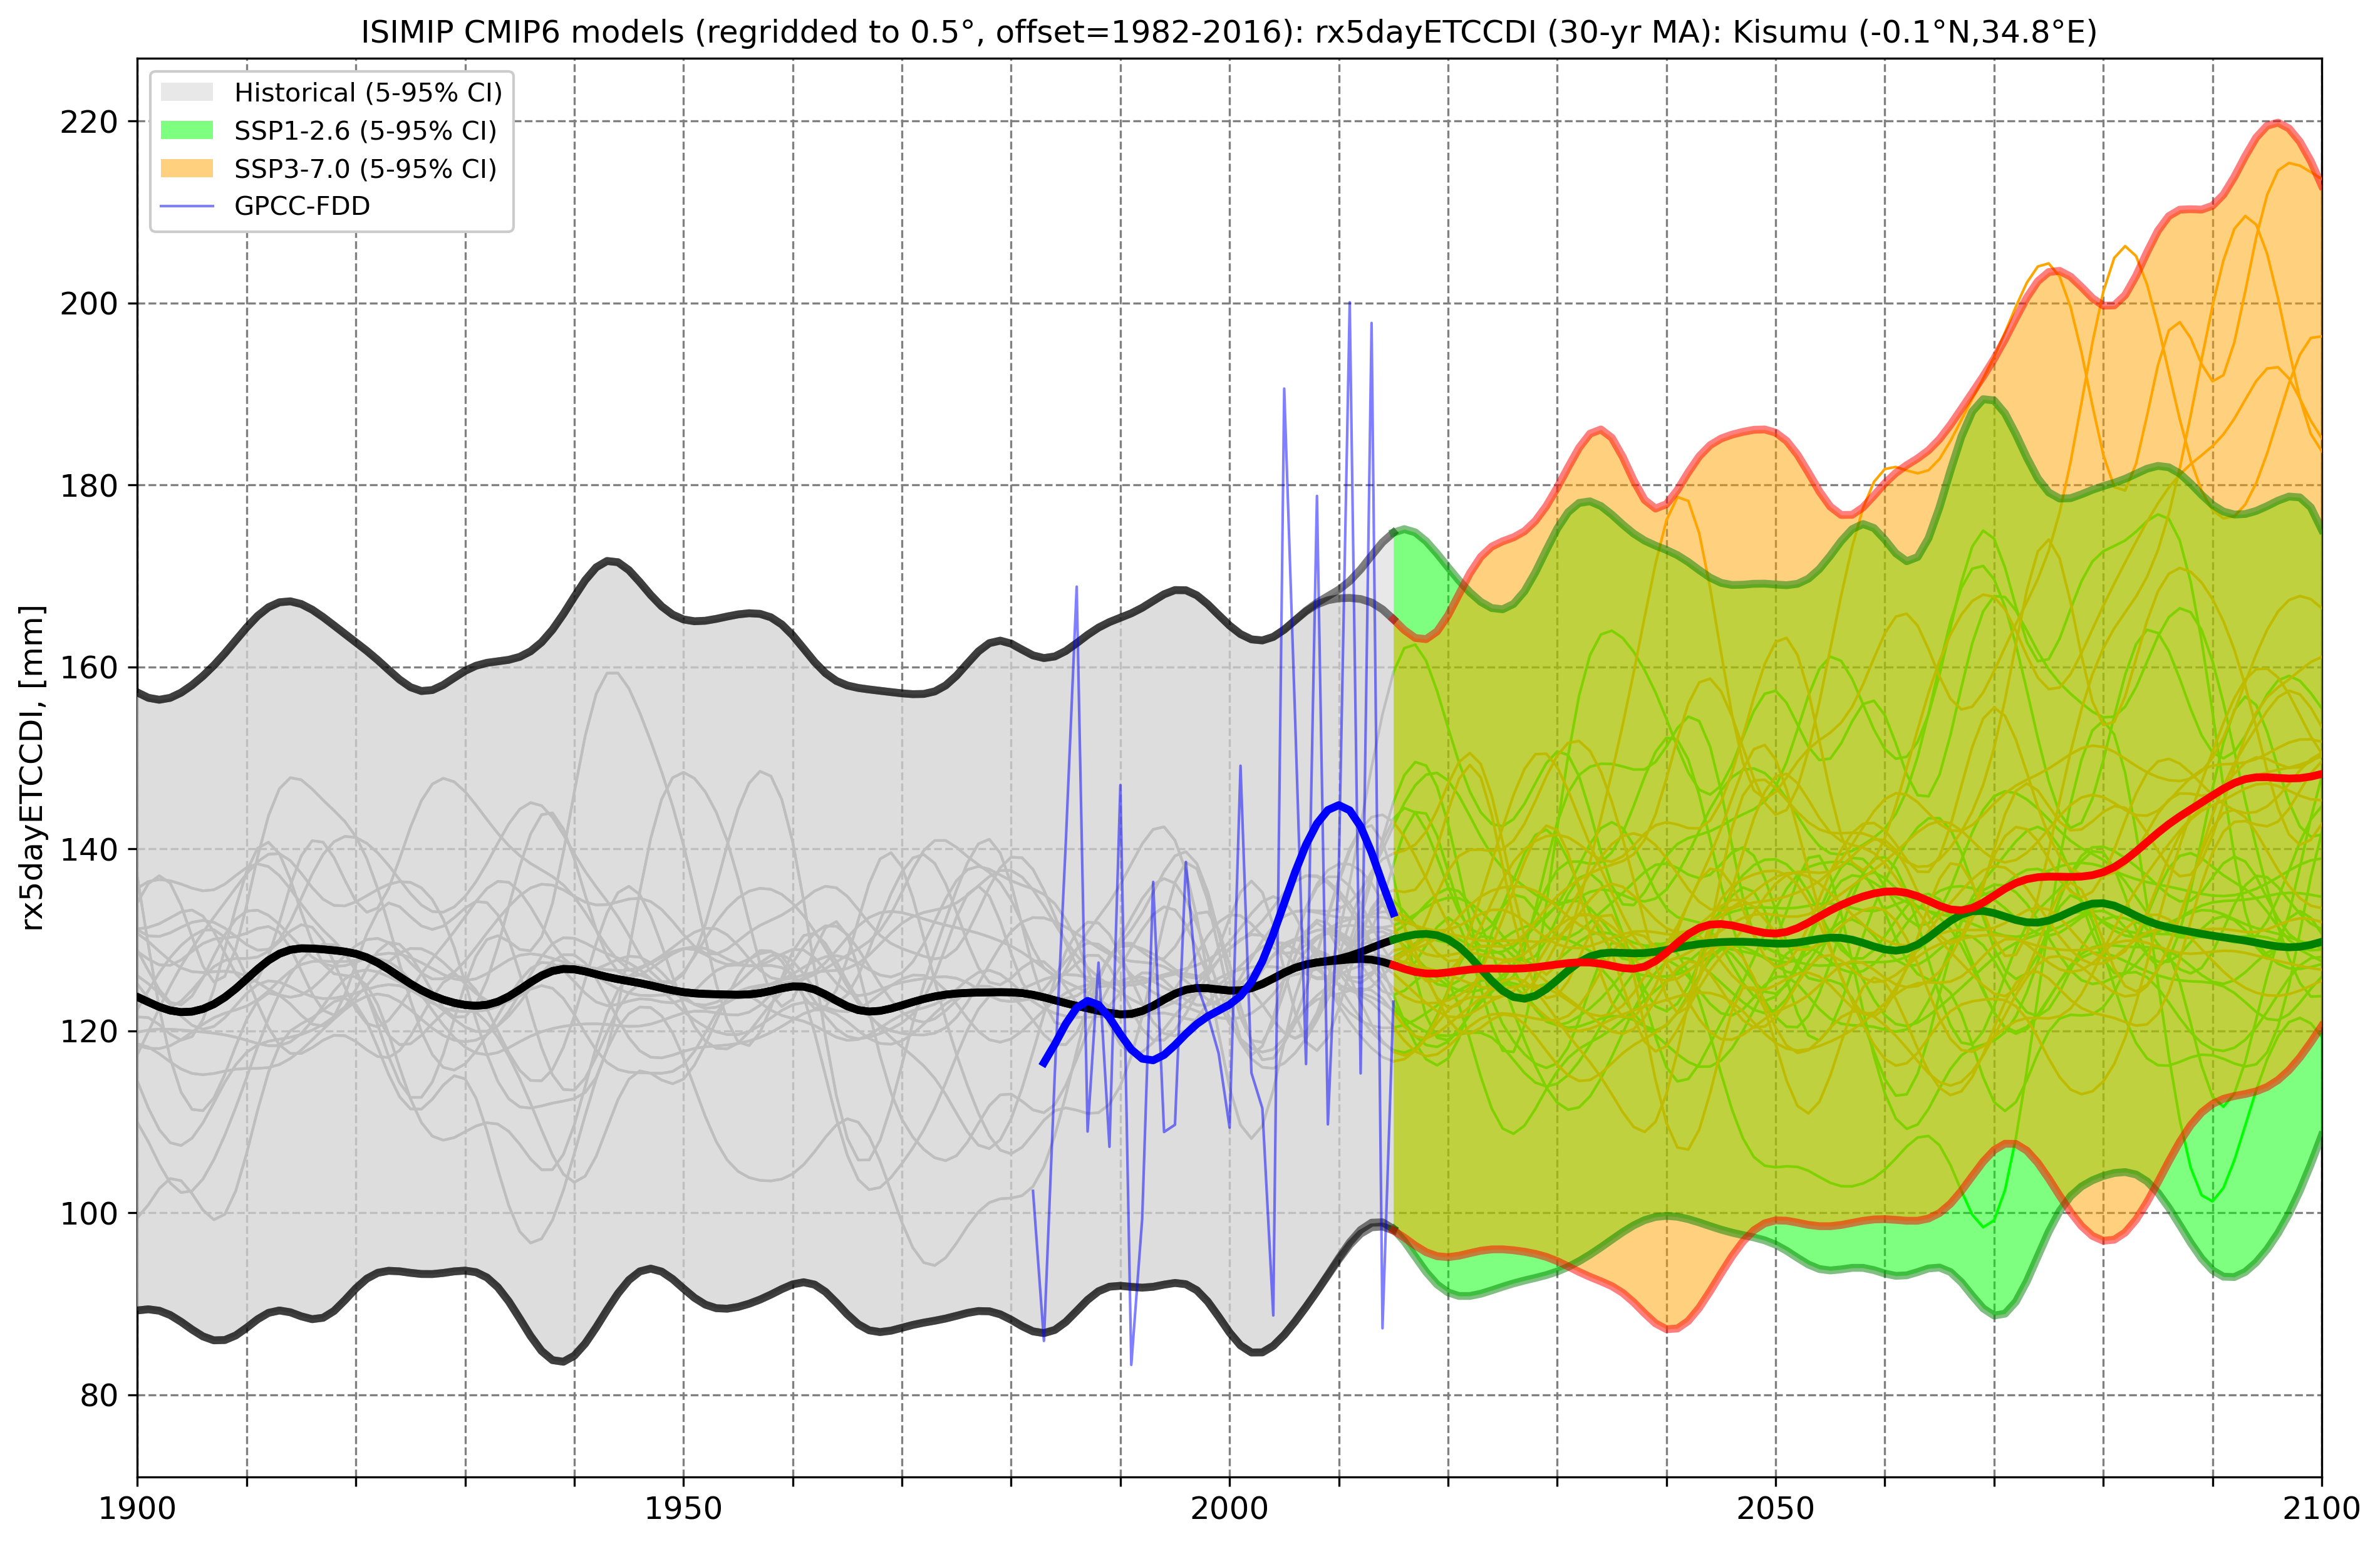 ISIMIP CMIP6 models (regridded to 0.5°, offset=1982-2016): rx5dayETCCDI (30-yr MA): Kisumu (-0.1°N,34.8°E)
Historical (5-95% CI)
SSP1-2.6 (5-95% CI)
SSP3-7.0 (5-95% CI)
GPCC-FDD
rx5dayETCCDI, [mm]
220
200
180
160
140
120
100
80
1900 1950 2000 2050 2100